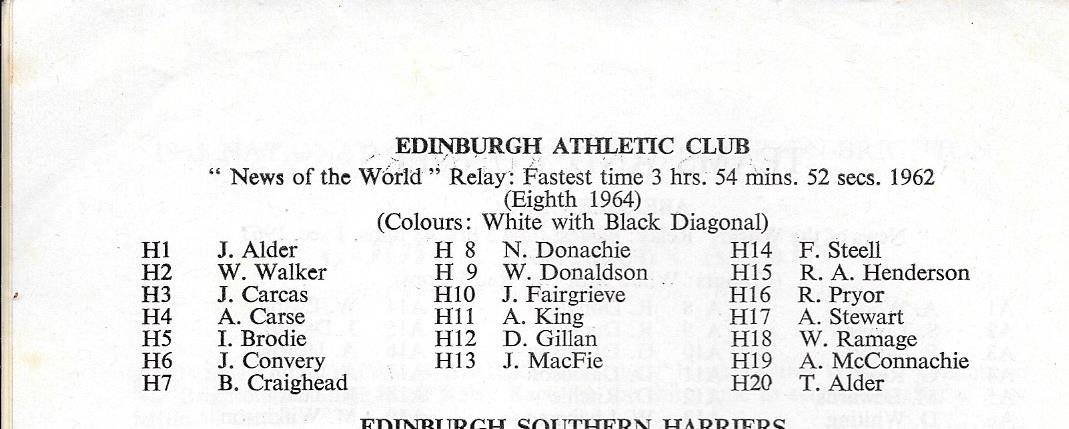 EDINBURGH ATHLETIC CLUB
“ News of the World ” Relay: Fastest time 3 hrs. 54 mins. 52 secs. 1962
(Eighth 1964)
(Colours: White with Black Diagonal)
H1 J. Alder H 8 N. Donachie H14 F. Steell
H2 W. Walker H 9 W. Donaldson H15 R. A. Henderson
H3 J. Carcas H10 J. Fairgrieve H16 R. Pryor
H4 A. Carse H11 A. King H17 A. Stewart
H5 I. Brodie H12 D. Gillan H18 W. Ramage
H6 J. Convery H13 J. MacFie H19 A. McConnachie
H7 B. Craighead H20 T. Alder
EDINBURGH SOUTHERN HARRIERS